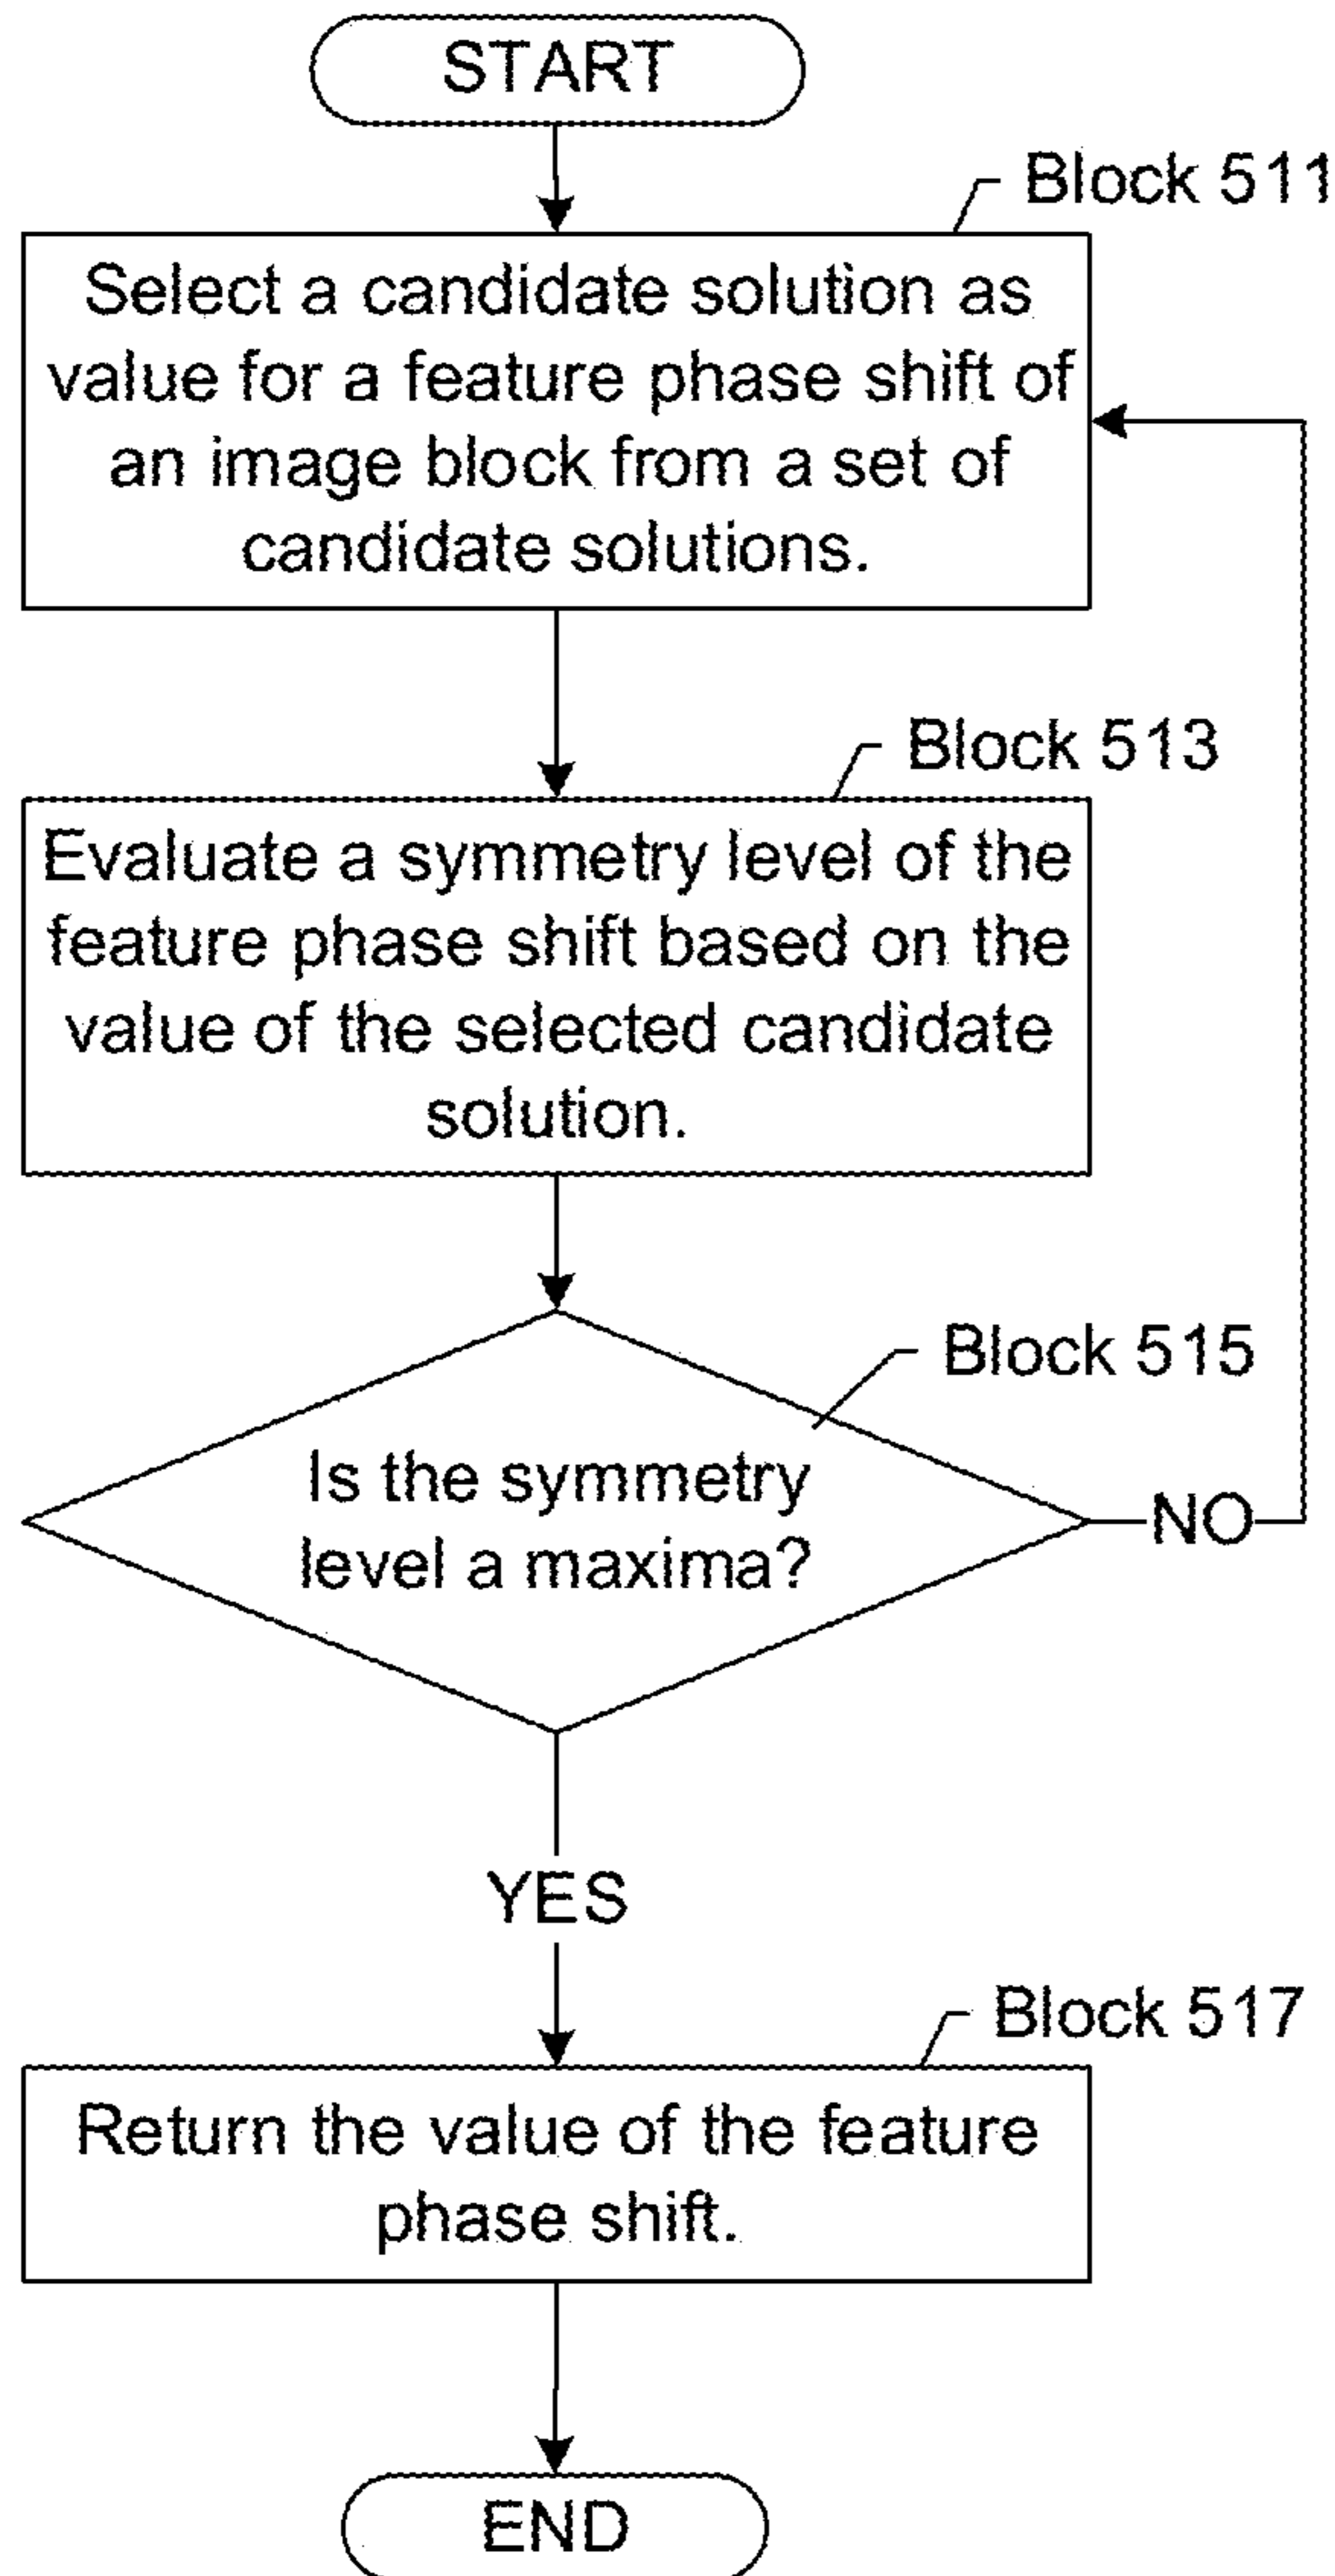 START
Block 511
Select a candidate solution as
value for a feature phase shift of
an image block from a set of
candidate solutions.
Block 513
Evaluate a symmetry level of the
feature phase shift based on the
value of the selected candidate
solution.
Block 515
Is the symmetry
level a maxima?
NO
YES
Block 517
Return the value of the feature
phase shift.
END